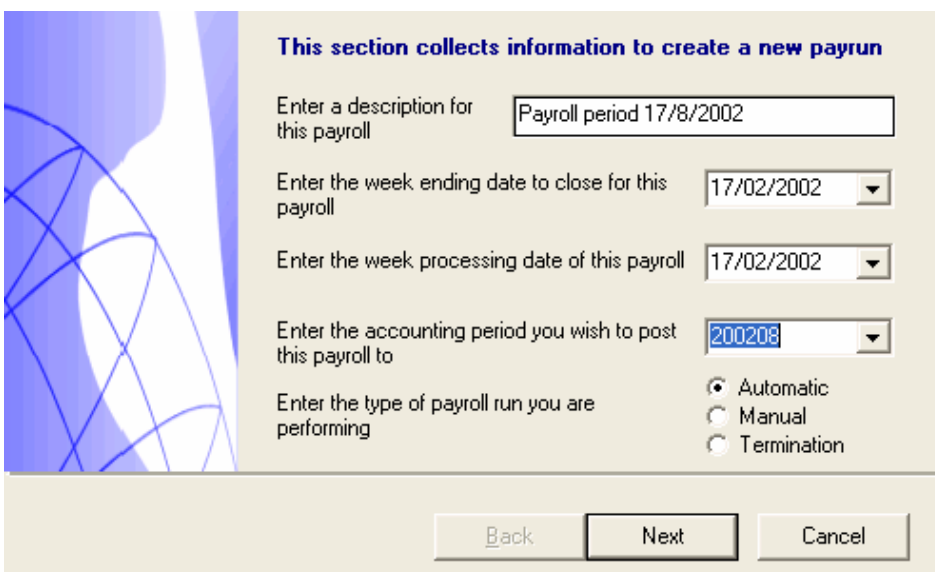 This section collects information to create a new payrun
Enter a description for
this payroll
Payroll period 17/8/2002
Enter the week ending date to close for this
payroll
17/02/2002
Enter the week processing date of this payroll
17/02/2002
Enter the accounting period you wish to post
this payroll to
200208
Enter the type of payroll run you are
performing
Automatic
Manual
Termination
Back
Next
Cancel